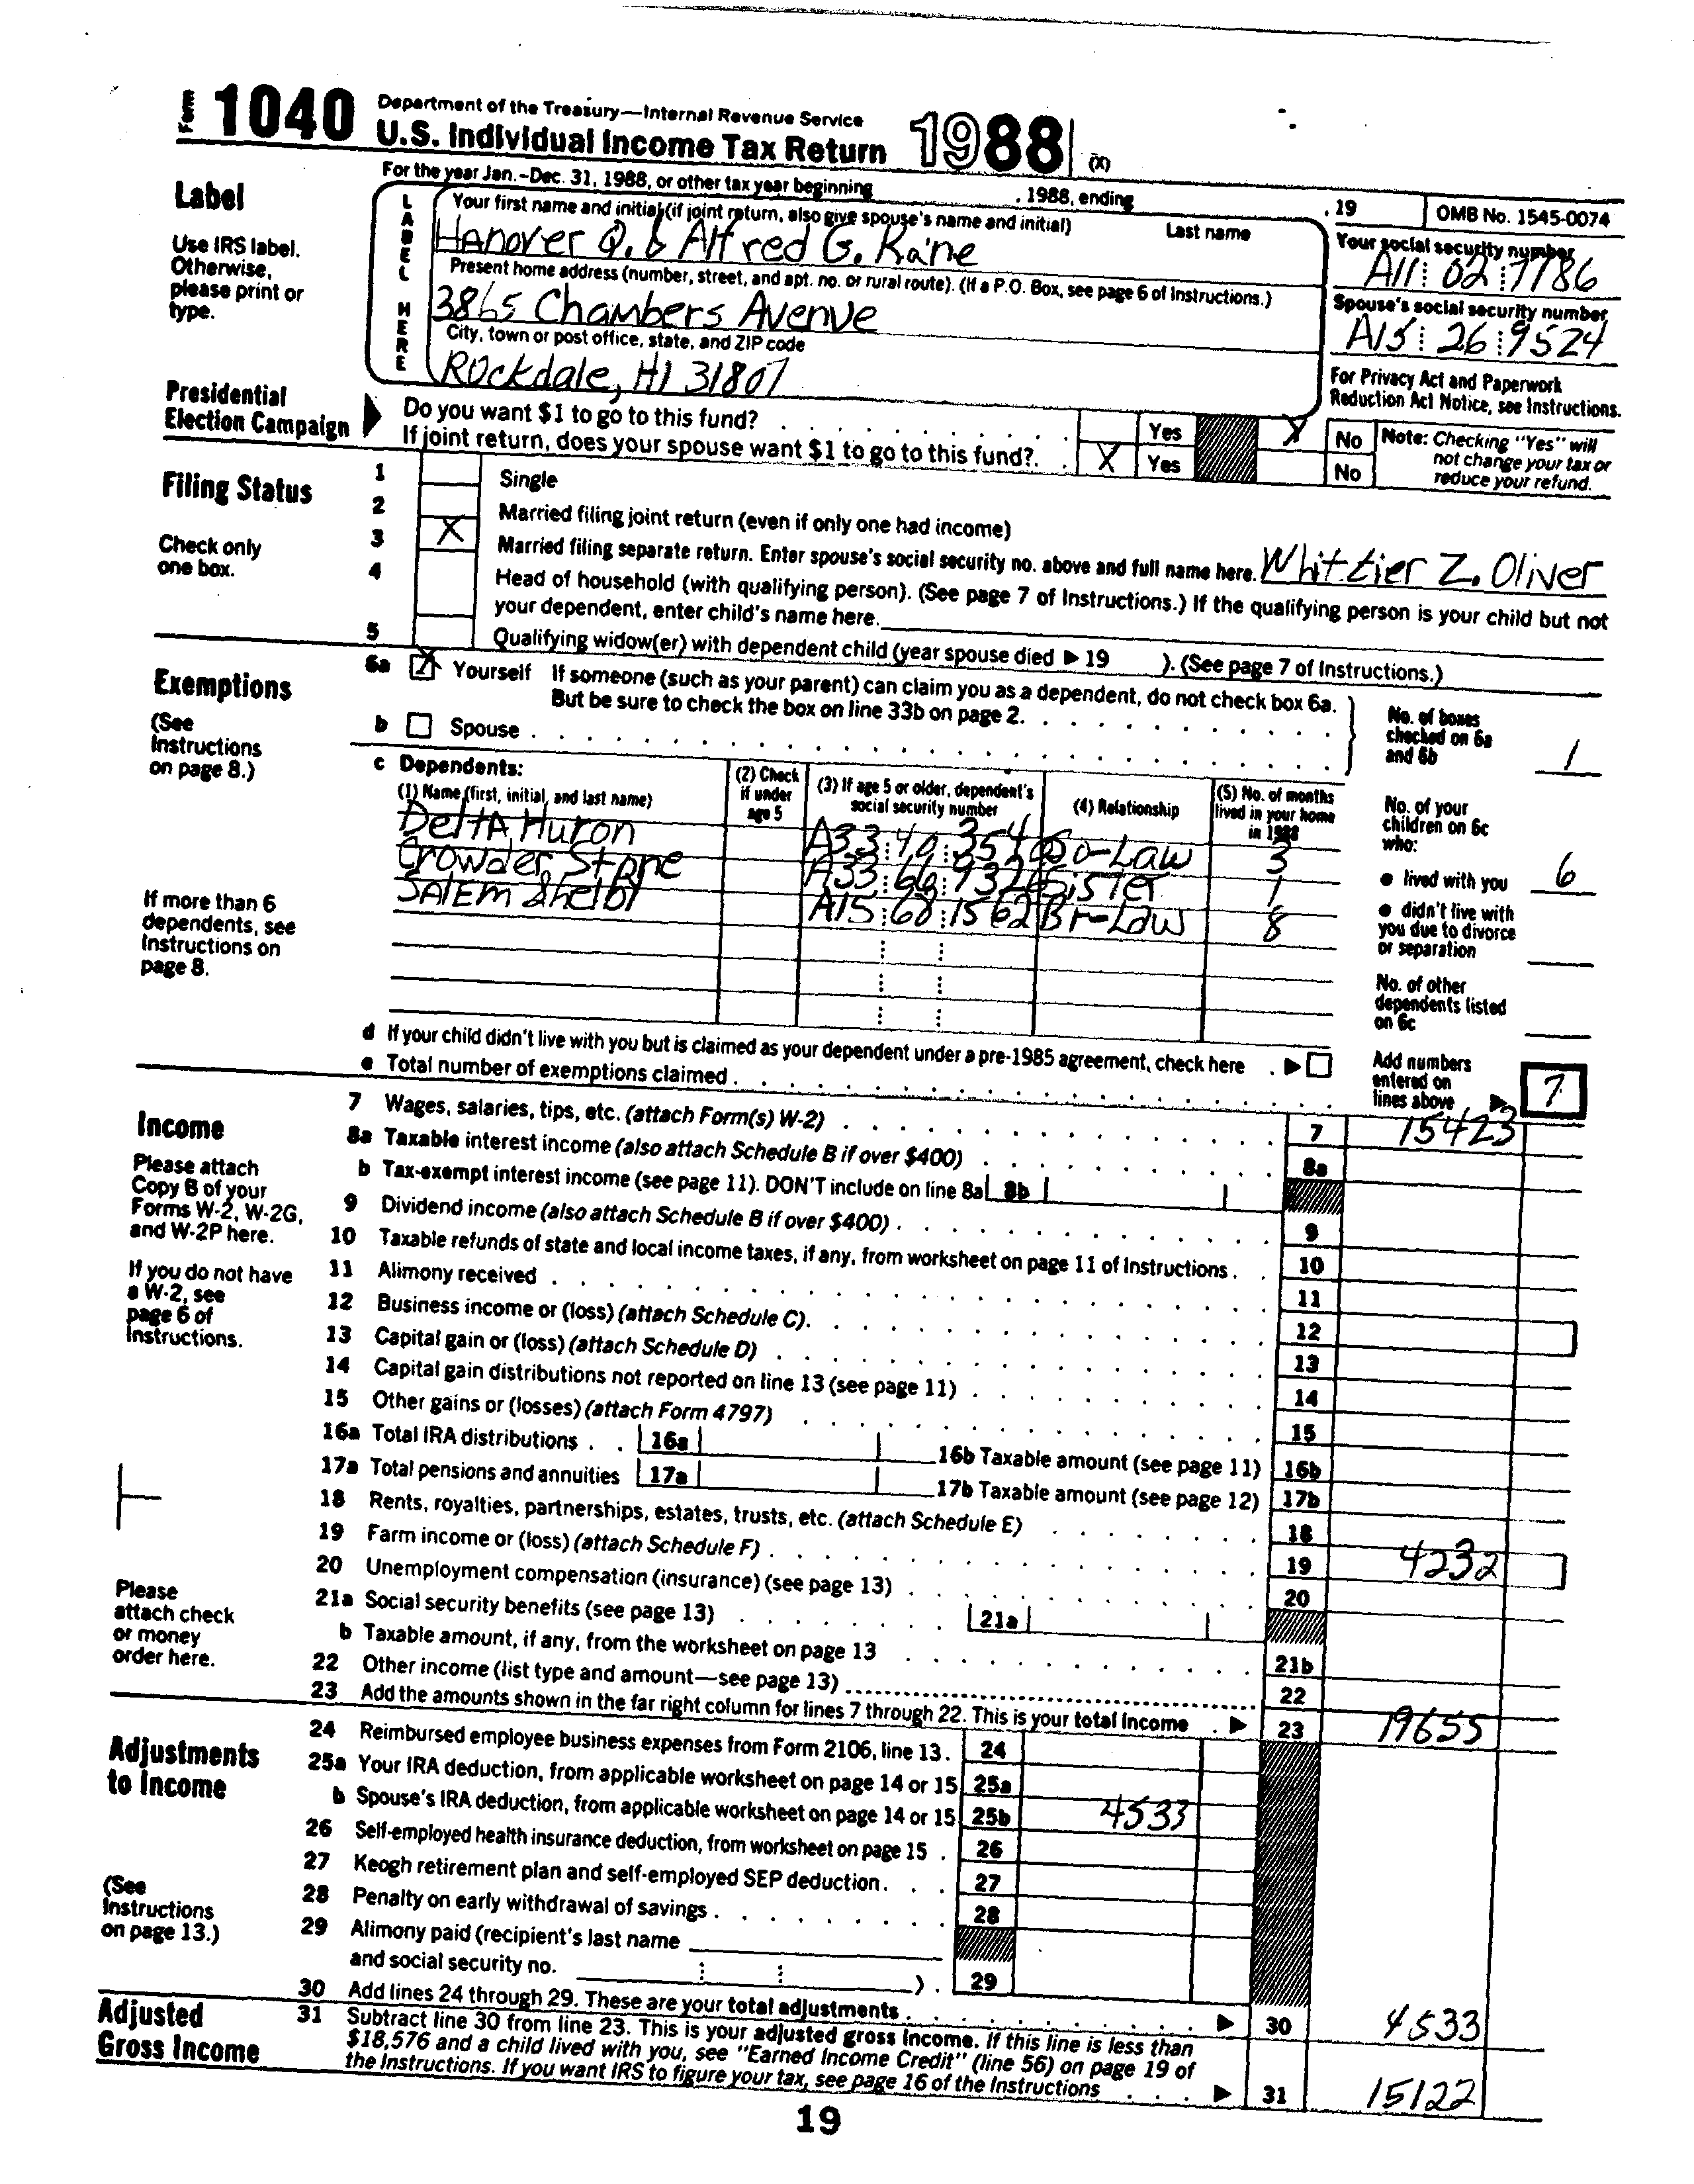 Form 1040 Department of the Treasury—Internal Revenue Service
U.S. Individual Income Tax Return 1988 (X)
For the year Jan.-Dec. 31, 1988, or other tax year beginning , 1988, ending , 19 OMB No. 1545-0074
Label
Use IRS label. Otherwise, please print or type.
LABEL HERE
Your first name and initial (if joint return, also give spouse's name and initial) Last name
Hanover Q. & Alfred G. Kane
Your social security number
A11 02 7786
Present home address (number, street, and apt. no. or rural route). (If a P.O. Box, see page 6 of Instructions.)
3865 Chambers Avenve
Spouse's social security number
A15 26 9524
City, town or post office, state, and ZIP code
Rockdale, HI 31807
For Privacy Act and Paperwork Reduction Act Notice, see Instructions.
Presidential Election Campaign
Do you want $1 to go to this fund? Yes X No
If joint return, does your spouse want $1 to go to this fund? X Yes No
Note: Checking "Yes" will not change your tax or reduce your refund.
Filing Status
Check only one box.
1 Single
2 Married filing joint return (even if only one had income)
3 X Married filing separate return. Enter spouse's social security no. above and full name here. Whittier Z. Oliver
4 Head of household (with qualifying person). (See page 7 of Instructions.) If the qualifying person is your child but not
your dependent, enter child's name here.
5 Qualifying widow(er) with dependent child (year spouse died ▶ 19 ). (See page 7 of Instructions.)
Exemptions
(See Instructions on page 8.)
6a X Yourself If someone (such as your parent) can claim you as a dependent, do not check box 6a.
But be sure to check the box on line 33b on page 2.
b Spouse
No. of boxes checked on 6a and 6b 1
c Dependents:
(1) Name (first, initial, and last name) (2) Check if under age 5 (3) If age 5 or older, dependent's social security number (4) Relationship (5) No. of months lived in your home in 1988
Delta Huron 3
Crowder Stone Sister 1
SAlEm Shelby A15 68 1562 Br-Law 8
If more than 6 dependents, see Instructions on page 8.
No. of your children on 6c who:
● lived with you 6
● didn't live with you due to divorce or separation
No. of other dependents listed on 6c
d If your child didn't live with you but is claimed as your dependent under a pre-1985 agreement, check here ▶
e Total number of exemptions claimed
Add numbers entered on lines above ▶ 7
Income
Please attach Copy B of your Forms W-2, W-2G, and W-2P here.
If you do not have a W-2, see page 6 of Instructions.
Please attach check or money order here.
7 Wages, salaries, tips, etc. (attach Form(s) W-2) 7 15423
8a Taxable interest income (also attach Schedule B if over $400) 8a
b Tax-exempt interest income (see page 11). DON'T include on line 8a 8b
9 Dividend income (also attach Schedule B if over $400) 9
10 Taxable refunds of state and local income taxes, if any, from worksheet on page 11 of Instructions 10
11 Alimony received 11
12 Business income or (loss) (attach Schedule C) 12
13 Capital gain or (loss) (attach Schedule D) 13
14 Capital gain distributions not reported on line 13 (see page 11) 14
15 Other gains or (losses) (attach Form 4797) 15
16a Total IRA distributions 16a 16b Taxable amount (see page 11) 16b
17a Total pensions and annuities 17a 17b Taxable amount (see page 12) 17b
18 Rents, royalties, partnerships, estates, trusts, etc. (attach Schedule E) 18
19 Farm income or (loss) (attach Schedule F) 19 4232
20 Unemployment compensation (insurance) (see page 13) 20
21a Social security benefits (see page 13) 21a
b Taxable amount, if any, from the worksheet on page 13 21b
22 Other income (list type and amount—see page 13) 22
23 Add the amounts shown in the far right column for lines 7 through 22. This is your total income ▶ 23 19655
Adjustments to Income
(See Instructions on page 13.)
24 Reimbursed employee business expenses from Form 2106, line 13 24
25a Your IRA deduction, from applicable worksheet on page 14 or 15 25a
b Spouse's IRA deduction, from applicable worksheet on page 14 or 15 25b 4533
26 Self-employed health insurance deduction, from worksheet on page 15 26
27 Keogh retirement plan and self-employed SEP deduction 27
28 Penalty on early withdrawal of savings 28
29 Alimony paid (recipient's last name
and social security no. ) 29
30 Add lines 24 through 29. These are your total adjustments ▶ 30 4533
Adjusted Gross Income
31 Subtract line 30 from line 23. This is your adjusted gross income. If this line is less than
$18,576 and a child lived with you, see "Earned Income Credit" (line 56) on page 19 of
the Instructions. If you want IRS to figure your tax, see page 16 of the Instructions ▶ 31 15122
19